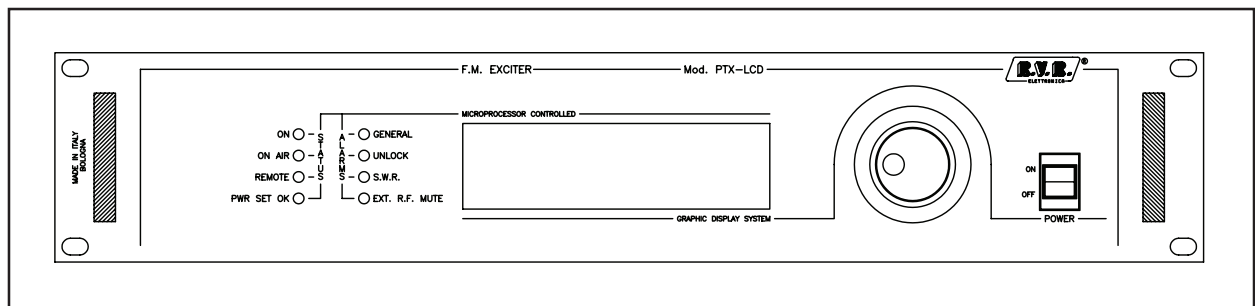 F.M. EXCITER
Mod. PTX-LCD
R.V.R.®
ELETTRONICA
MADE IN ITALY
BOLOGNA
MICROPROCESSOR CONTROLLED
STATUS
ALARMS
ON
ON AIR
REMOTE
PWR SET OK
GENERAL
UNLOCK
S.W.R.
EXT. R.F. MUTE
GRAPHIC DISPLAY SYSTEM
ON
OFF
POWER